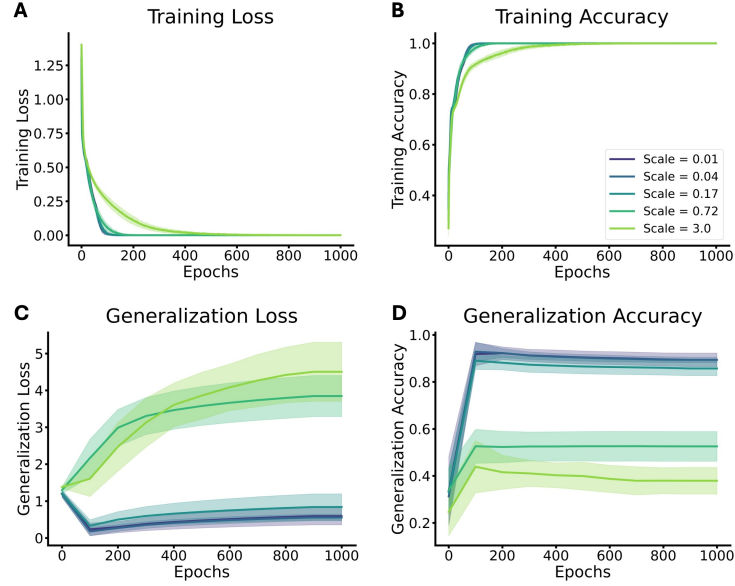 A
Training Loss
Training Loss
1.25
1.00
0.75
0.50
0.25
0.00
0
200
400
600
800
1000
Epochs
B
Training Accuracy
Training Accuracy
1.0
0.8
0.6
0.4
Scale = 0.01
Scale = 0.04
Scale = 0.17
Scale = 0.72
Scale = 3.0
0
200
400
600
800
1000
Epochs
C
Generalization Loss
Generalization Loss
5
4
3
2
1
0
0
200
400
600
800
1000
Epochs
D
Generalization Accuracy
Generalization Accuracy
1.0
0.8
0.6
0.4
0.2
0
200
400
600
800
1000
Epochs